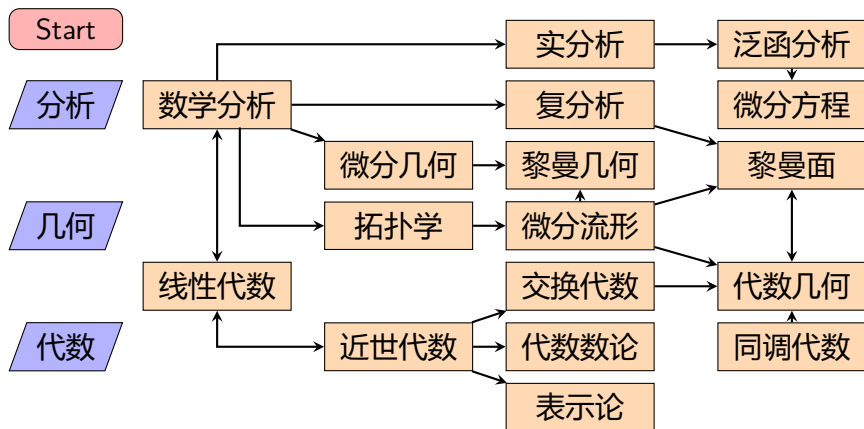 Start
实分析
泛函分析
分析
数学分析
复分析
微分方程
微分几何
黎曼几何
黎曼面
几何
拓扑学
微分流形
线性代数
交换代数
代数几何
代数
近世代数
代数数论
同调代数
表示论